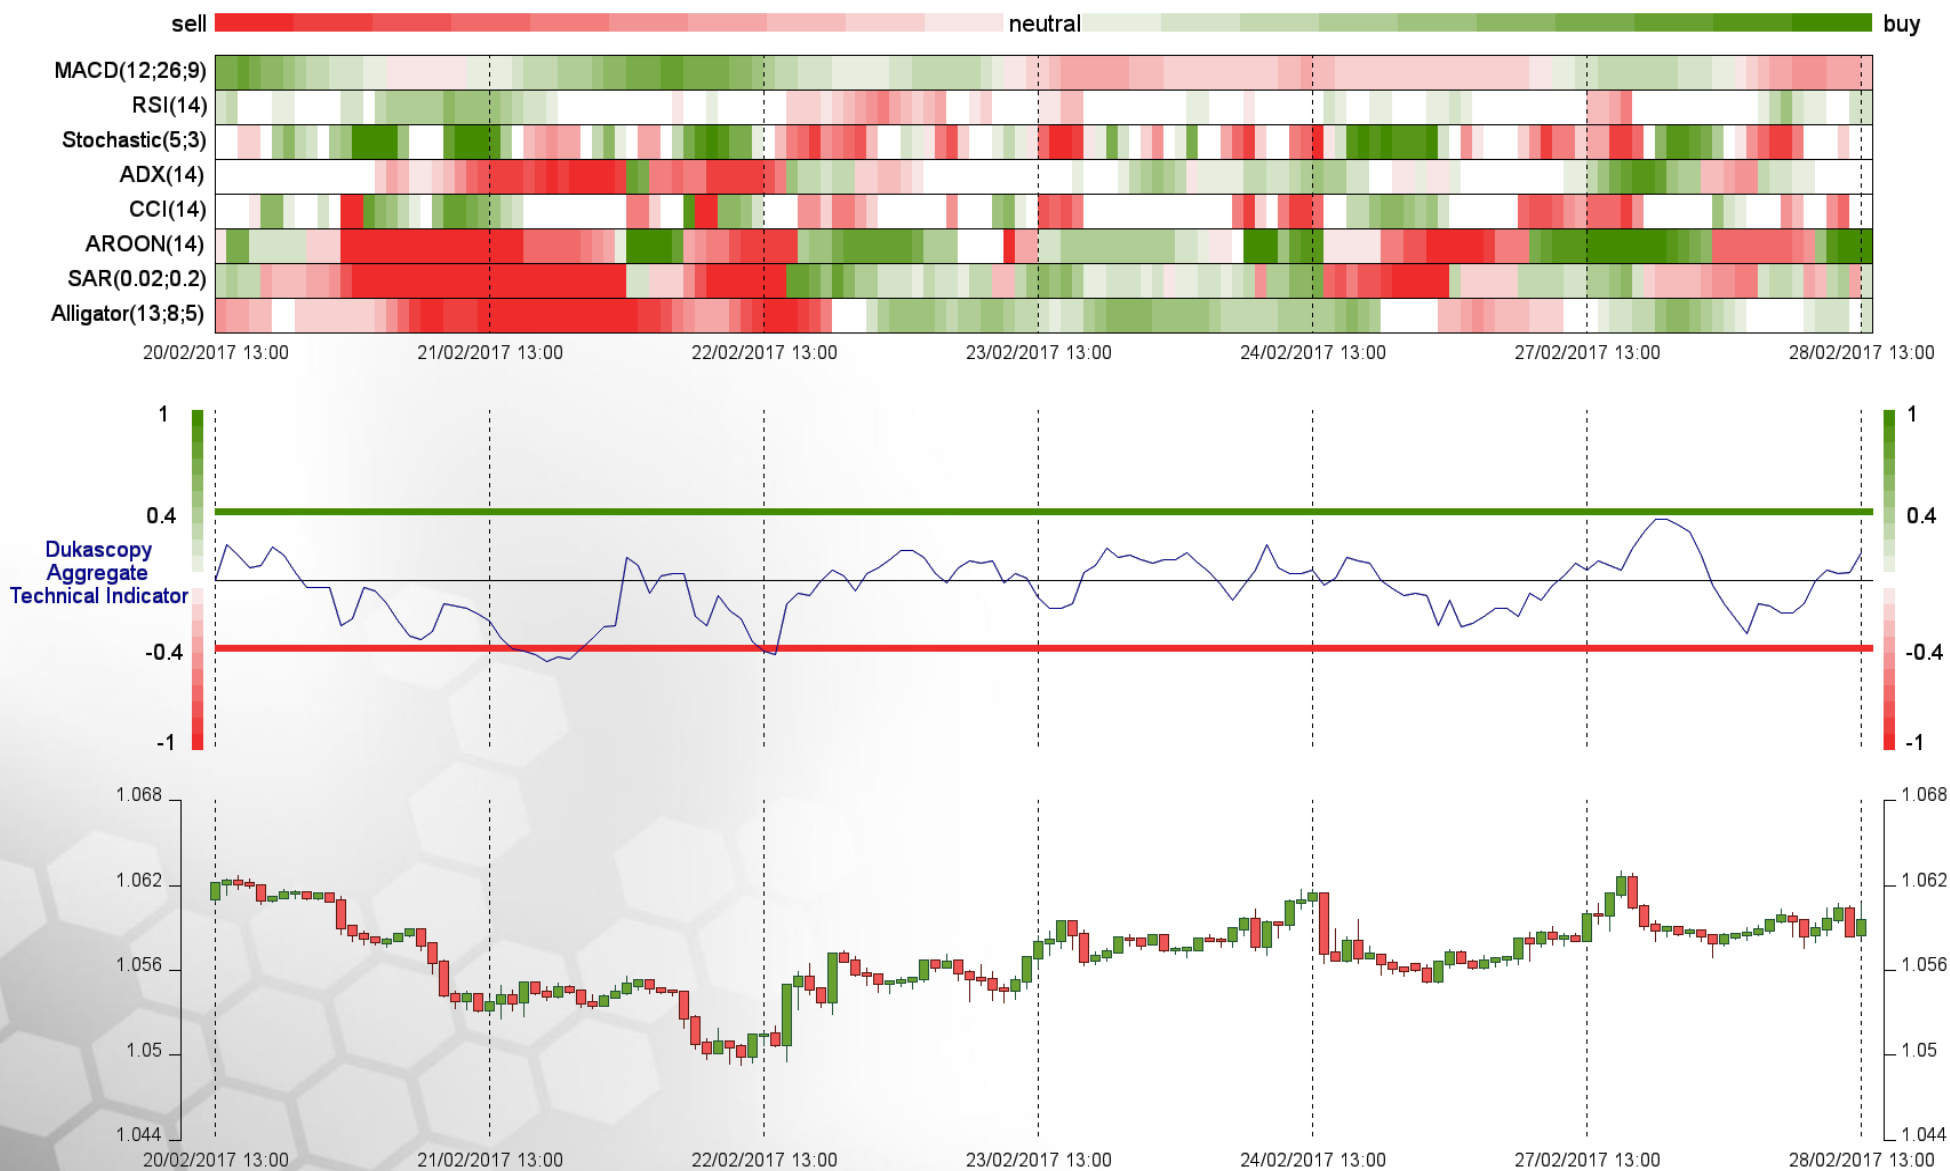 sell neutral buy
MACD(12;26;9)
RSI(14)
Stochastic(5;3)
ADX(14)
CCI(14)
AROON(14)
SAR(0.02;0.2)
Alligator(13;8;5)
20/02/2017 13:00 21/02/2017 13:00 22/02/2017 13:00 23/02/2017 13:00 24/02/2017 13:00 27/02/2017 13:00 28/02/2017 13:00
1 1
0.4 0.4
Dukascopy
Aggregate
Technical Indicator
-0.4 -0.4
-1 -1
1.068 1.068
1.062 1.062
1.056 1.056
1.05 1.05
1.044 1.044
20/02/2017 13:00 21/02/2017 13:00 22/02/2017 13:00 23/02/2017 13:00 24/02/2017 13:00 27/02/2017 13:00 28/02/2017 13:00